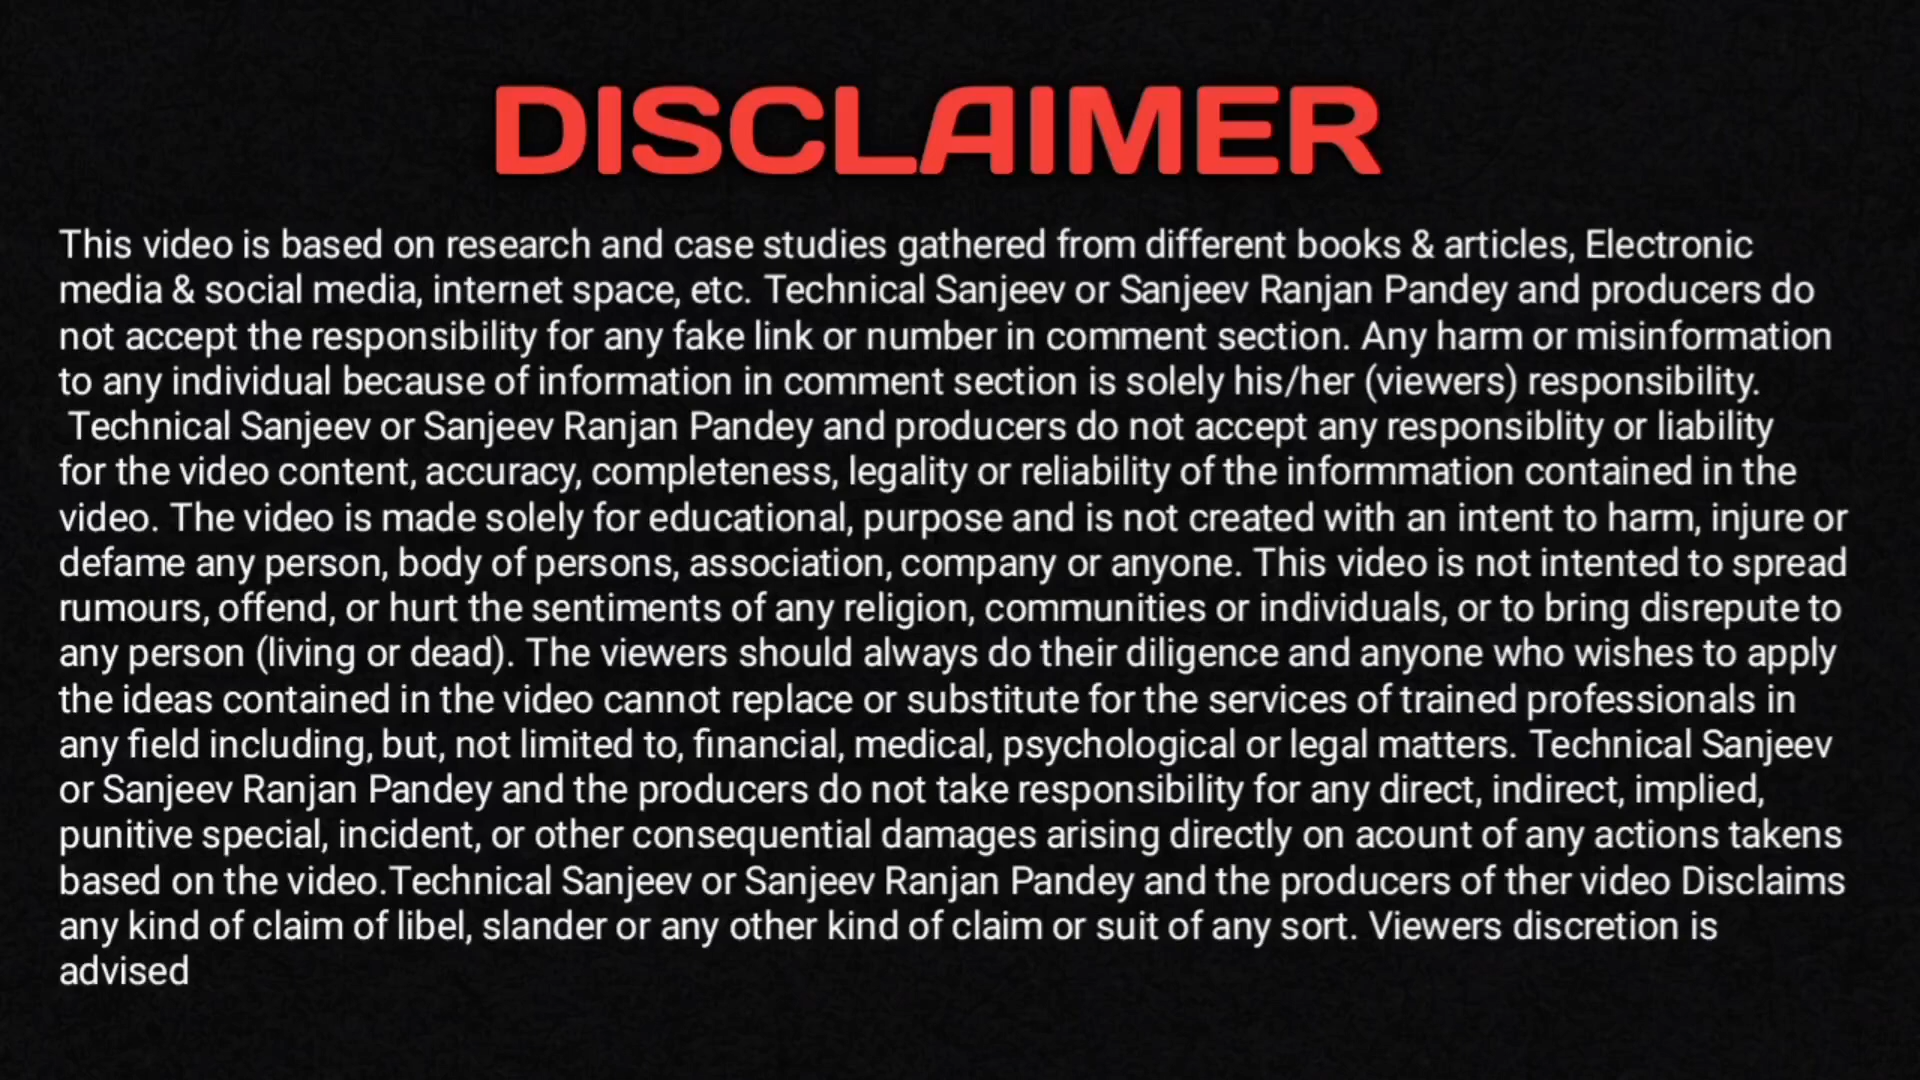 DISCLAIMER
This video is based on research and case studies gathered from different books & articles, Electronic
media & social media, internet space, etc. Technical Sanjeev or Sanjeev Ranjan Pandey and producers do
not accept the responsibility for any fake link or number in comment section. Any harm or misinformation
to any individual because of information in comment section is solely his/her (viewers) responsibility.
Technical Sanjeev or Sanjeev Ranjan Pandey and producers do not accept any responsiblity or liability
for the video content, accuracy, completeness, legality or reliability of the informmation contained in the
video. The video is made solely for educational, purpose and is not created with an intent to harm, injure or
defame any person, body of persons, association, company or anyone. This video is not intented to spread
rumours, offend, or hurt the sentiments of any religion, communities or individuals, or to bring disrepute to
any person (living or dead). The viewers should always do their diligence and anyone who wishes to apply
the ideas contained in the video cannot replace or substitute for the services of trained professionals in
any field including, but, not limited to, financial, medical, psychological or legal matters. Technical Sanjeev
or Sanjeev Ranjan Pandey and the producers do not take responsibility for any direct, indirect, implied,
punitive special, incident, or other consequential damages arising directly on acount of any actions takens
based on the video.Technical Sanjeev or Sanjeev Ranjan Pandey and the producers of ther video Disclaims
any kind of claim of libel, slander or any other kind of claim or suit of any sort. Viewers discretion is
advised